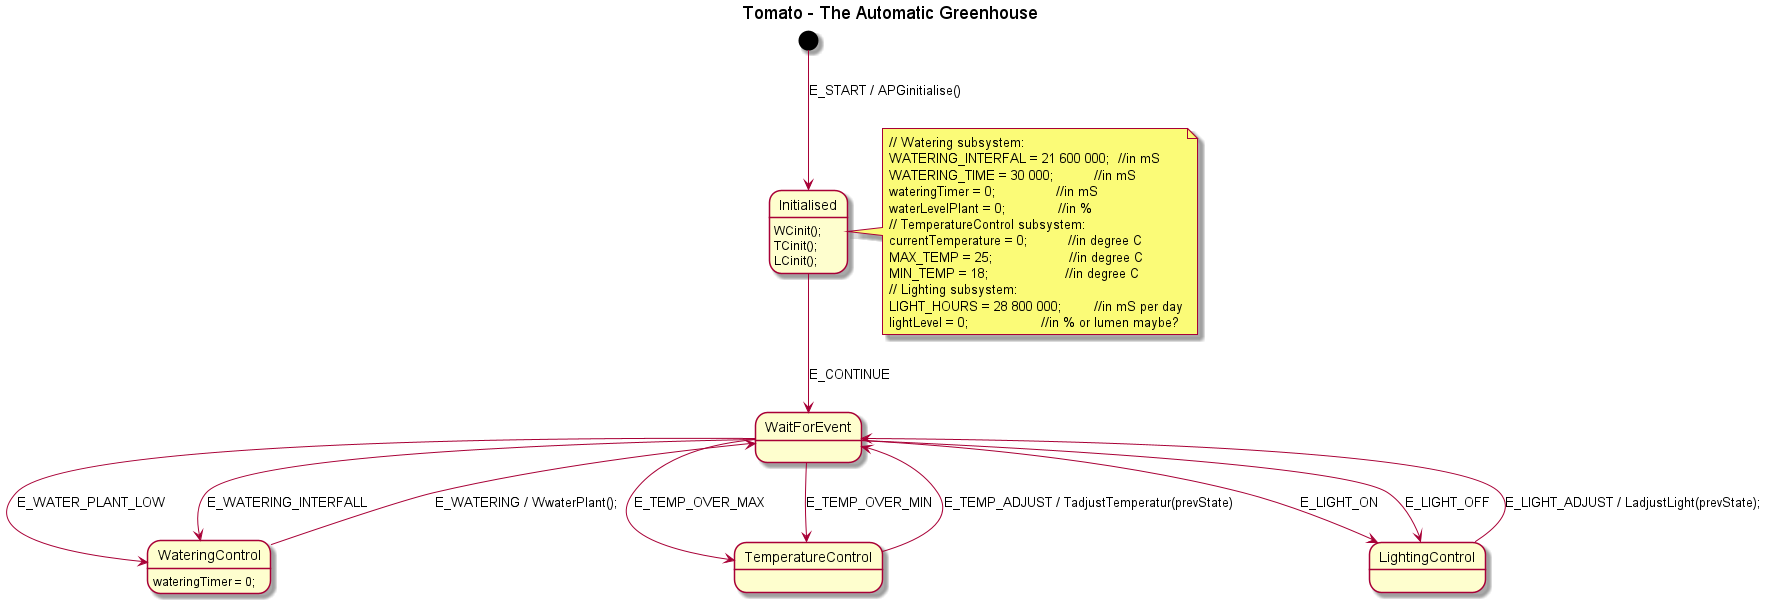 Tomato - The Automatic Greenhouse
E_START / APGinitialise()
// Watering subsystem:
WATERING_INTERFAL = 21 600 000; //in mS
WATERING_TIME = 30 000; //in mS
wateringTimer = 0; //in mS
waterLevelPlant = 0; //in %
// TemperatureControl subsystem:
currentTemperature = 0; //in degree C
MAX_TEMP = 25; //in degree C
MIN_TEMP = 18; //in degree C
// Lighting subsystem:
LIGHT_HOURS = 28 800 000; //in mS per day
lightLevel = 0; //in % or lumen maybe?
Initialised
WCinit();
TCinit();
LCinit();
E_CONTINUE
WaitForEvent
E_WATER_PLANT_LOW
E_WATERING_INTERFALL
E_WATERING / WwaterPlant();
E_TEMP_OVER_MAX
E_TEMP_OVER_MIN
E_TEMP_ADJUST / TadjustTemperatur(prevState)
E_LIGHT_ON
E_LIGHT_OFF
E_LIGHT_ADJUST / LadjustLight(prevState);
WateringControl
wateringTimer = 0;
TemperatureControl
LightingControl